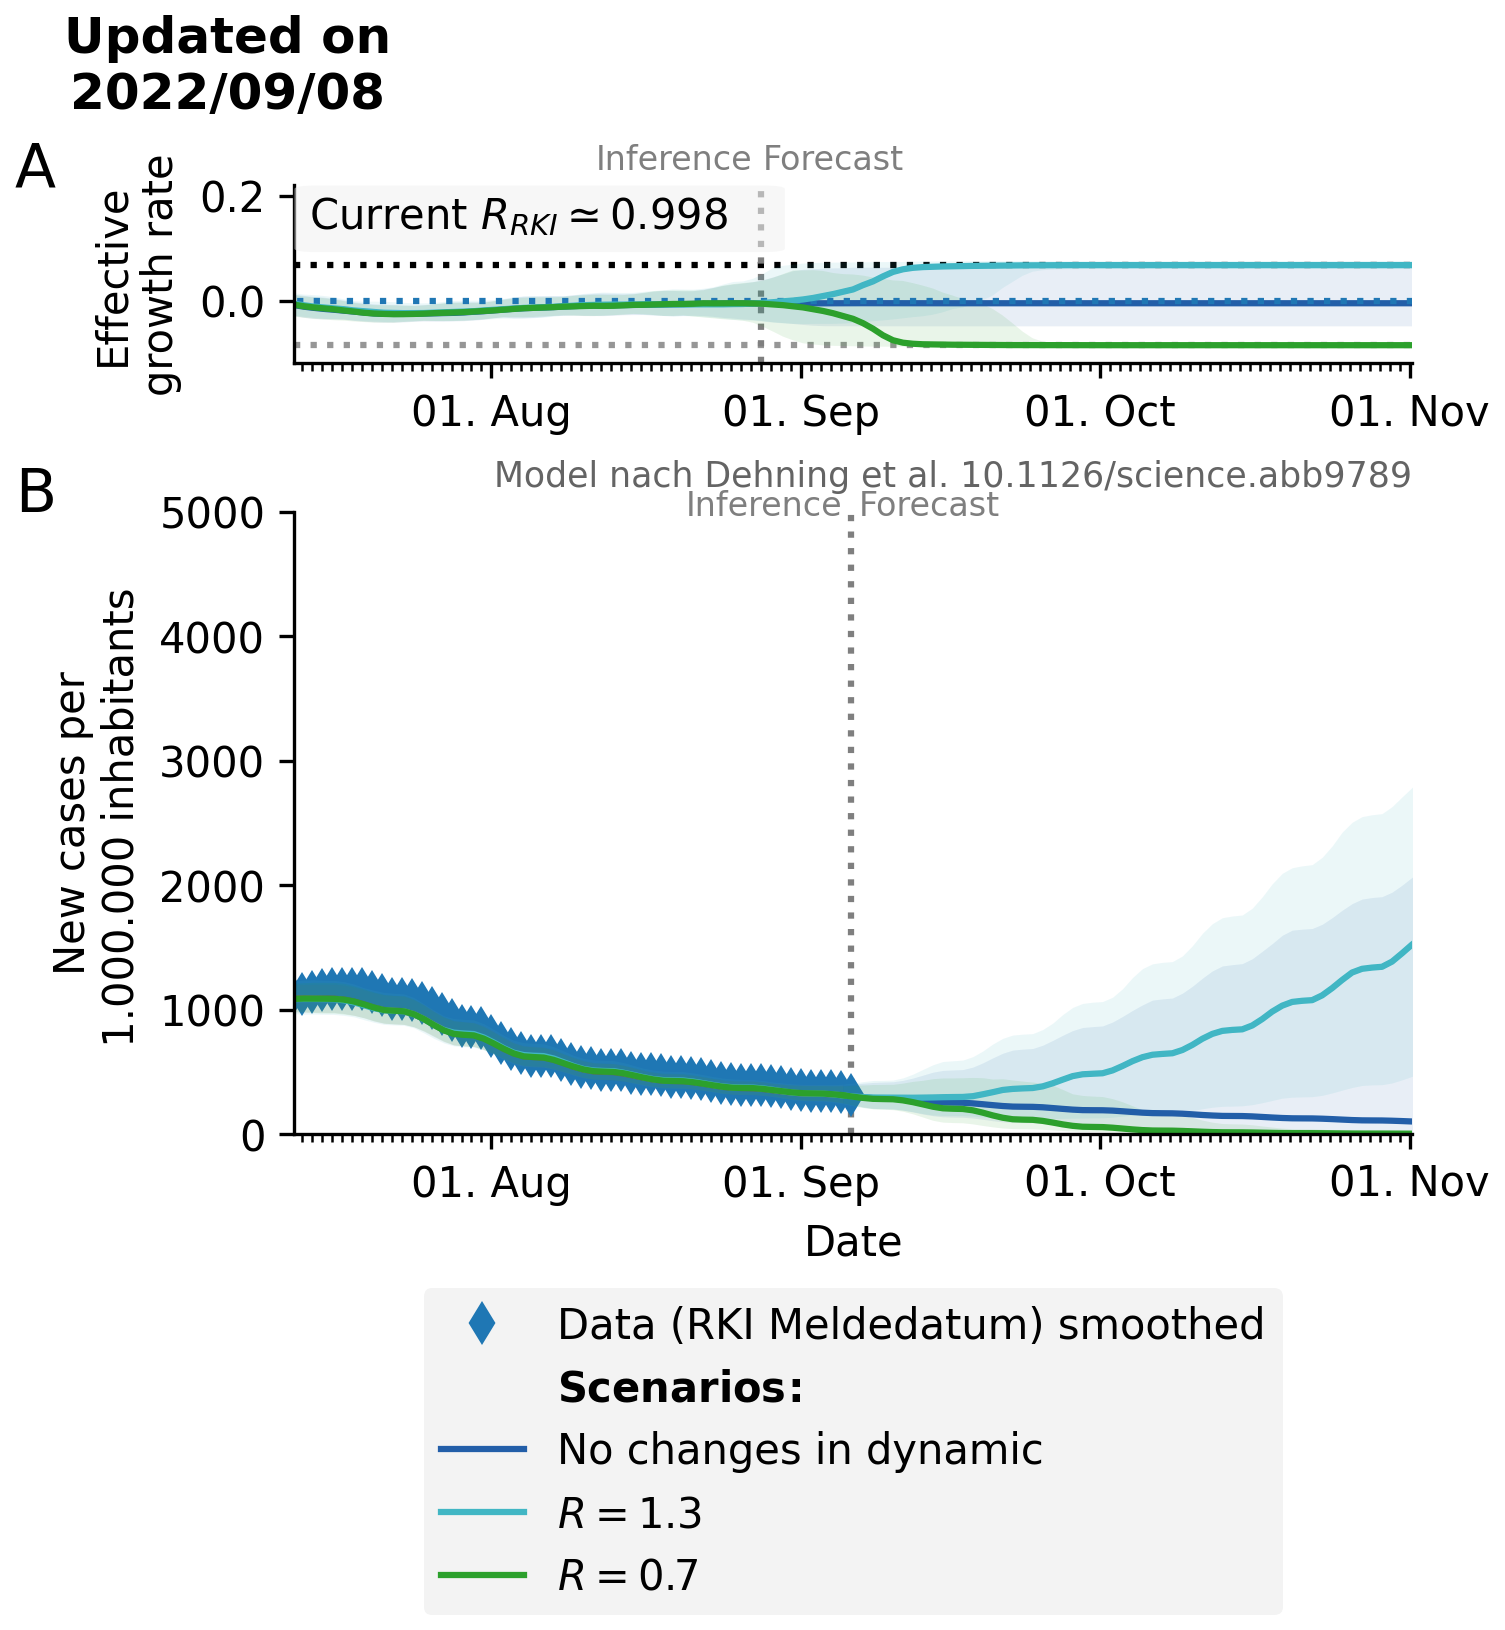 Updated on
2022/09/08
A
Inference Forecast
Effective
growth rate
0.2
0.0
Current R_RKI ≃ 0.998
01. Aug 01. Sep 01. Oct 01. Nov
B
Model nach Dehning et al. 10.1126/science.abb9789
Inference Forecast
New cases per
1.000.000 inhabitants
5000
4000
3000
2000
1000
0
01. Aug 01. Sep 01. Oct 01. Nov
Date
Data (RKI Meldedatum) smoothed
Scenarios:
No changes in dynamic
R = 1.3
R = 0.7